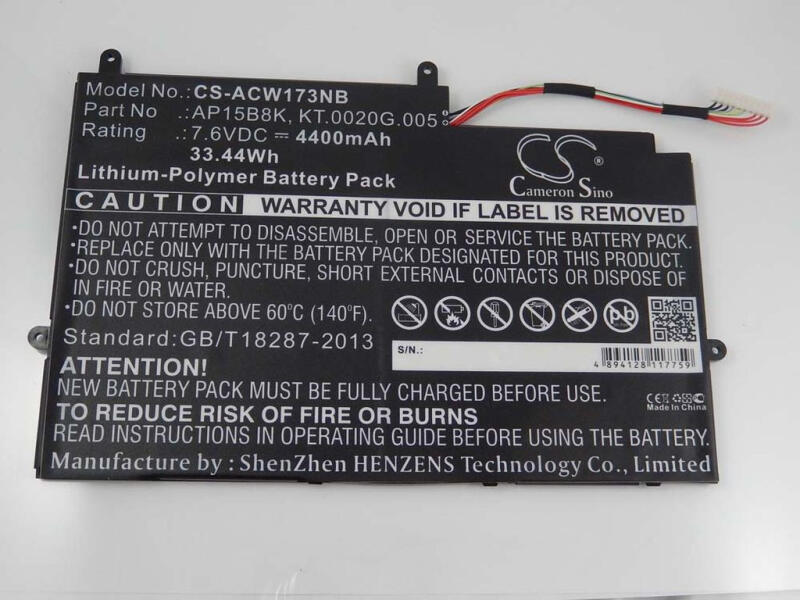 Model No.:CS-ACW173NB
Part No .:AP15B8K, KT.0020G.005
Rating .:7.6VDC⎓ 4400mAh
33.44Wh
Lithium-Polymer Battery Pack
CS
Cameron Sino
CAUTION WARRANTY VOID IF LABEL IS REMOVED
•DO NOT ATTEMPT TO DISASSEMBLE, OPEN OR SERVICE THE BATTERY PACK.
•REPLACE ONLY WITH THE BATTERY PACK DESIGNATED FOR THIS PRODUCT.
•DO NOT CRUSH, PUNCTURE, SHORT EXTERNAL CONTACTS OR DISPOSE OF
IN FIRE OR WATER.
•DO NOT STORE ABOVE 60°C (140°F).
Pb
Standard:GB/T18287-2013
S/N.:
4 894128 117759
ATTENTION!
NEW BATTERY PACK MUST BE FULLY CHARGED BEFORE USE.
TO REDUCE RISK OF FIRE OR BURNS
READ INSTRUCTIONS IN OPERATING GUIDE BEFORE USING THE BATTERY.
CE
Made In China
Manufacture by : ShenZhen HENZENS Technology Co., Limited